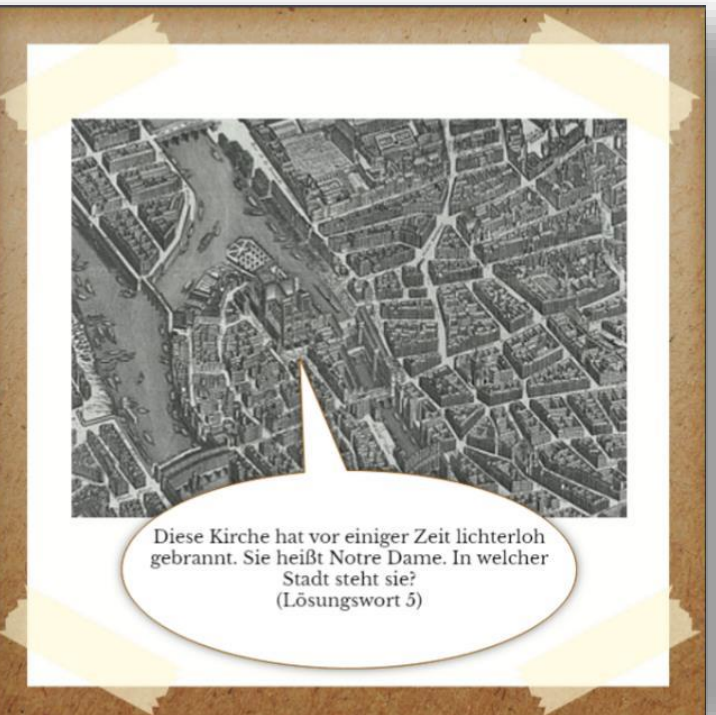 Diese Kirche hat vor einiger Zeit lichterloh
gebrannt. Sie heißt Notre Dame. In welcher
Stadt steht sie?
(Lösungswort 5)